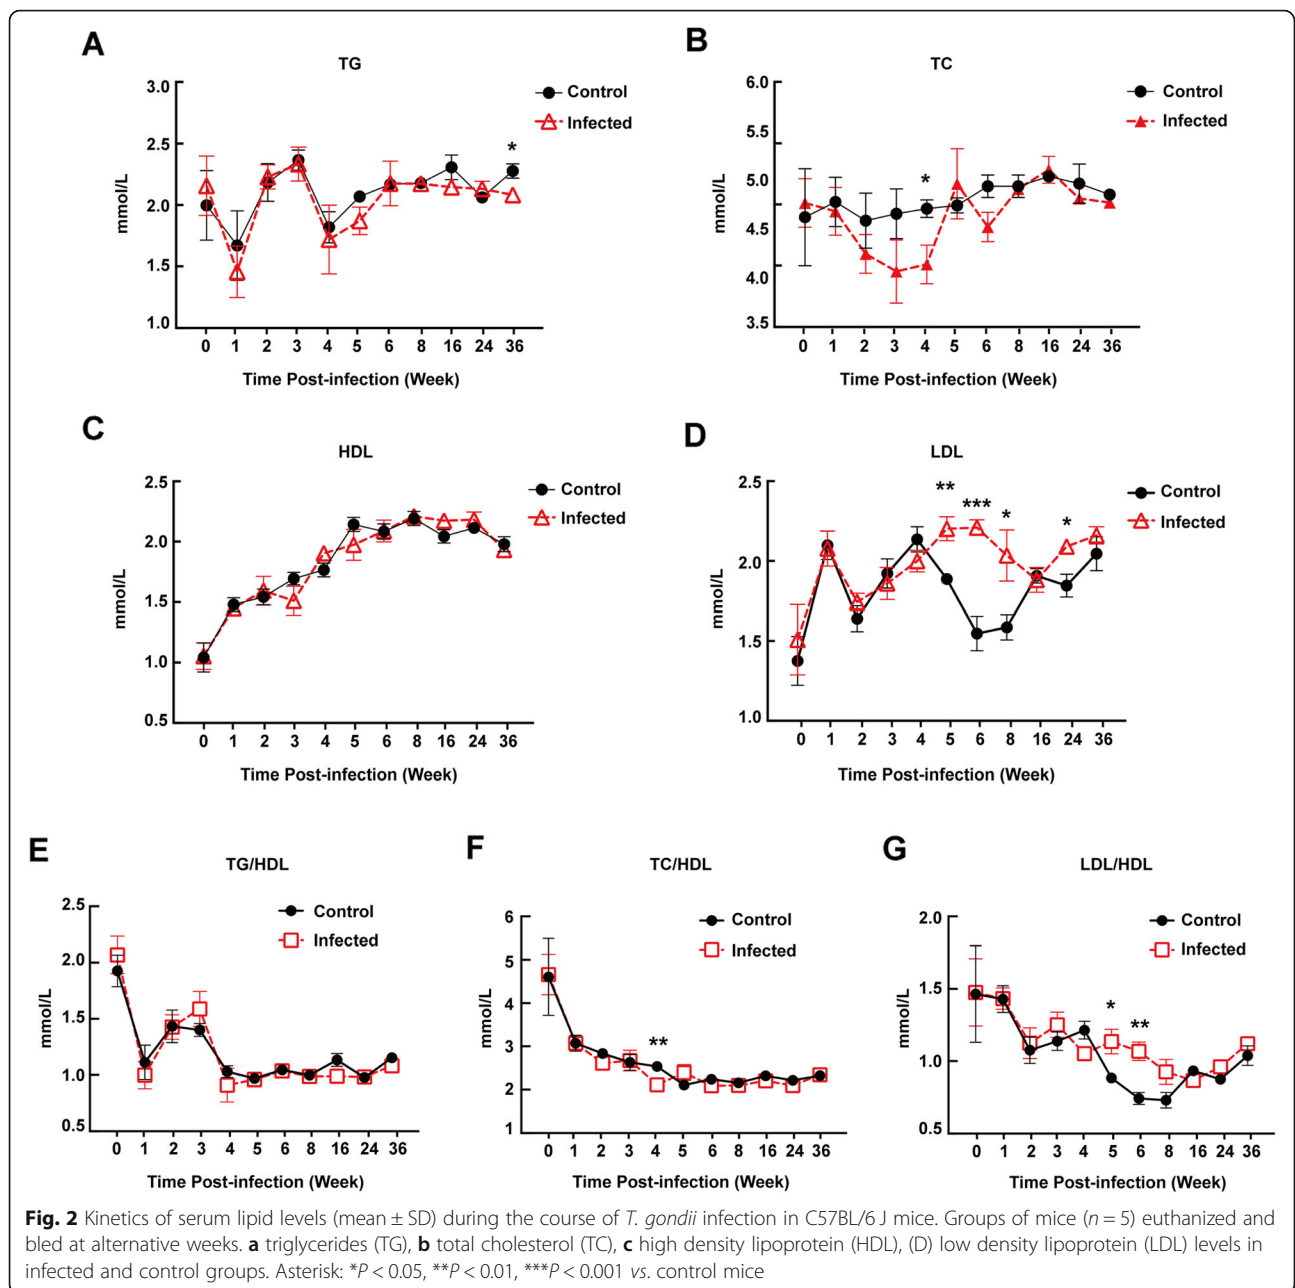 A
TG
3.0
2.5
2.0
1.5
1.0
mmol/L
Control
Infected
*
0 1 2 3 4 5 6 8 16 24 36
Time Post-infection (Week)
B
TC
6.0
5.0
4.5
4.0
3.5
mmol/L
Control
Infected
*
0 1 2 3 4 5 6 8 16 24 36
Time Post-infection (Week)
C
HDL
2.5
2.0
1.5
1.0
0.5
mmol/L
Control
Infected
0 1 2 3 4 5 6 8 16 24 36
Time Post-infection (Week)
D
LDL
2.5
2.0
1.5
1.0
mmol/L
Control
Infected
** *** * *
0 1 2 3 4 5 6 8 16 24 36
Time Post-infection (Week)
E
TG/HDL
2.5
2.0
1.5
1.0
0.5
mmol/L
Control
Infected
0 1 2 3 4 5 6 8 16 24 36
Time Post-infection (Week)
F
TC/HDL
6
5
4
3
2
1
mmol/L
Control
Infected
**
0 1 2 3 4 5 6 8 16 24 36
Time Post-infection (Week)
G
LDL/HDL
2.0
1.5
1.0
0.5
mmol/L
Control
Infected
* **
0 1 2 3 4 5 6 8 16 24 36
Time Post-infection (Week)
Fig. 2 Kinetics of serum lipid levels (mean ± SD) during the course of T. gondii infection in C57BL/6 J mice. Groups of mice (n = 5) euthanized and
bled at alternative weeks. a triglycerides (TG), b total cholesterol (TC), c high density lipoprotein (HDL), (D) low density lipoprotein (LDL) levels in
infected and control groups. Asterisk: *P < 0.05, **P < 0.01, ***P < 0.001 vs. control mice